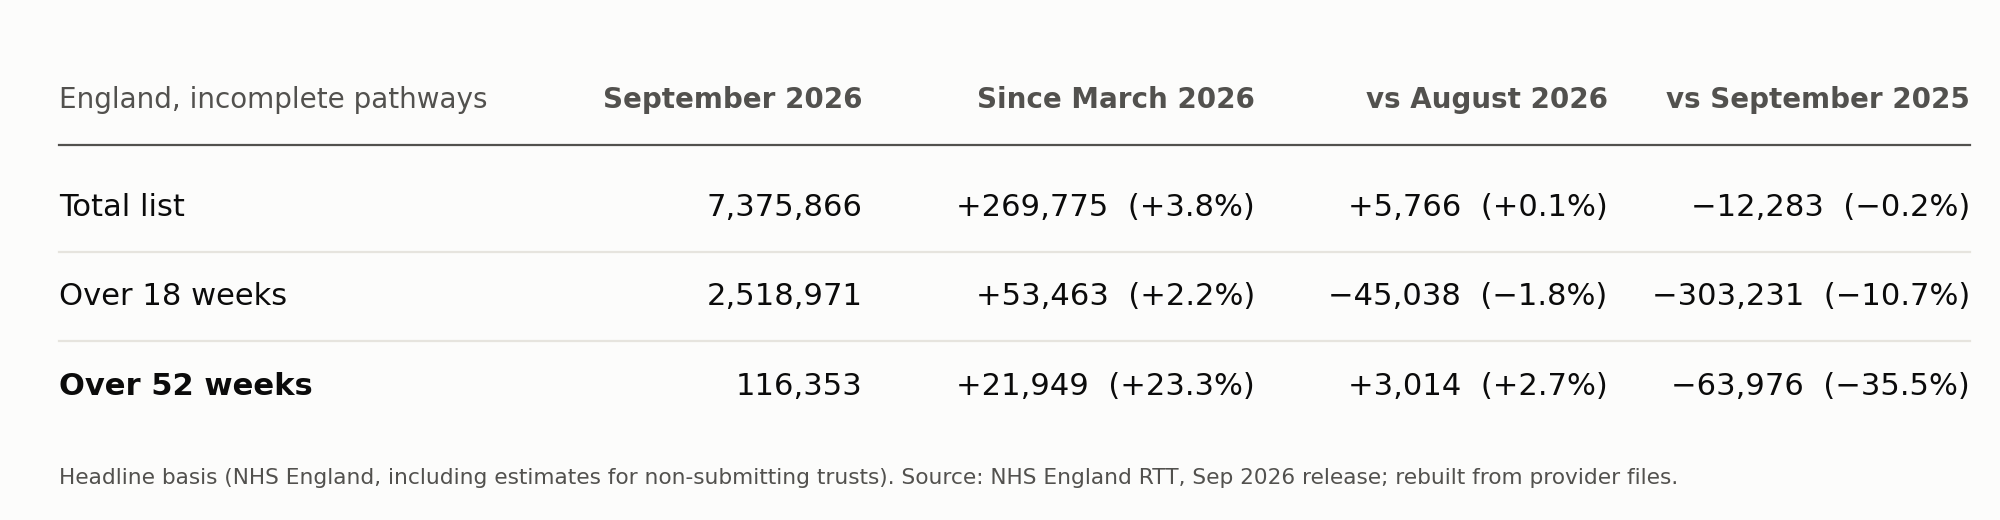 England, incomplete pathways September 2026 Since March 2026 vs August 2026 vs September 2025
Total list 7,375,866 +269,775 (+3.8%) +5,766 (+0.1%) −12,283 (−0.2%)
Over 18 weeks 2,518,971 +53,463 (+2.2%) −45,038 (−1.8%) −303,231 (−10.7%)
Over 52 weeks 116,353 +21,949 (+23.3%) +3,014 (+2.7%) −63,976 (−35.5%)
Headline basis (NHS England, including estimates for non-submitting trusts). Source: NHS England RTT, Sep 2026 release; rebuilt from provider files.